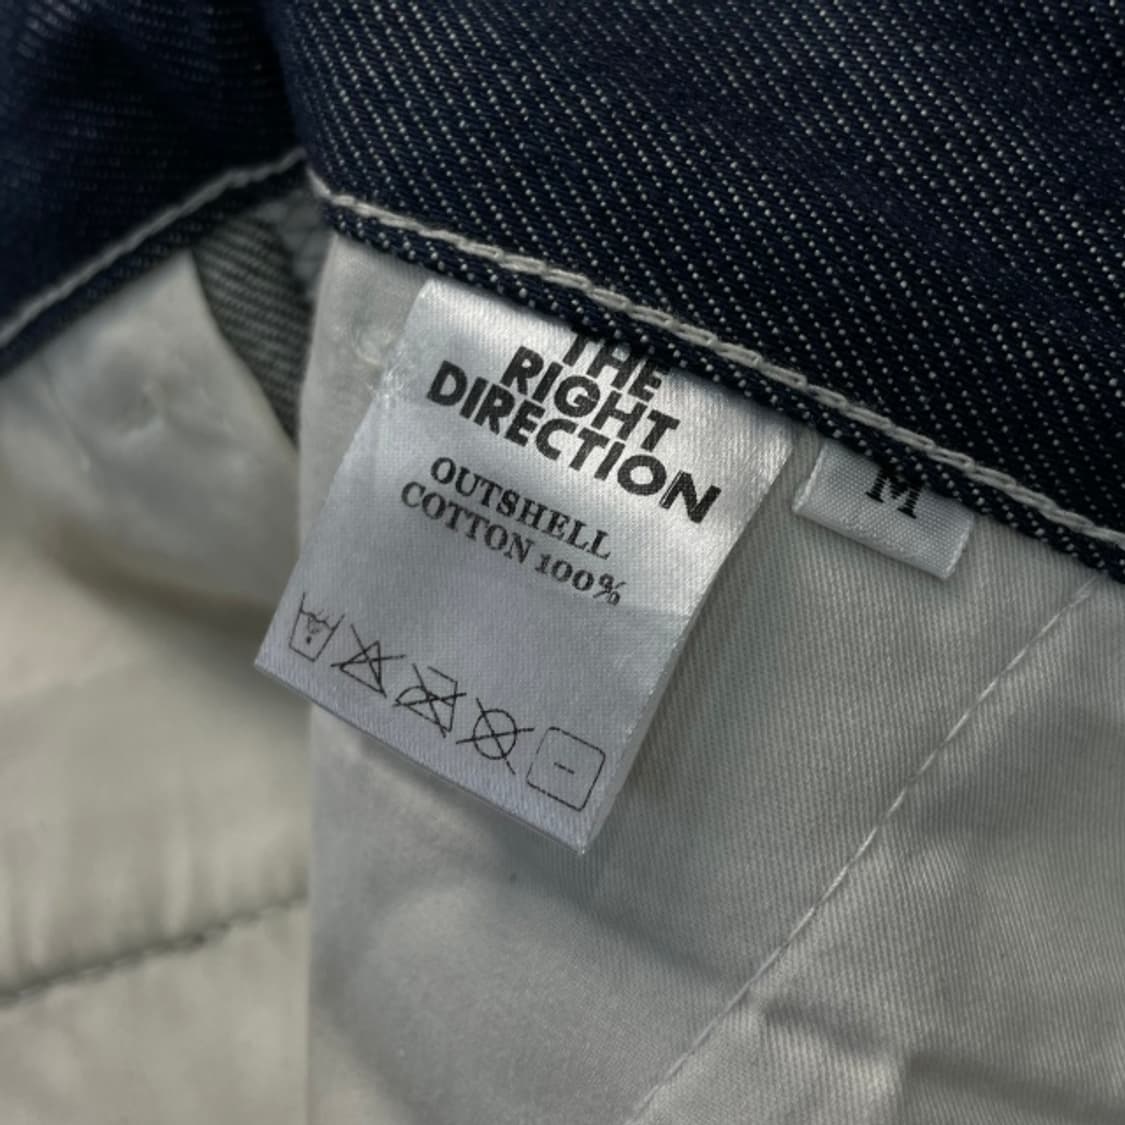 THE
RIGHT
DIRECTION
OUTSHELL
COTTON 100%
M